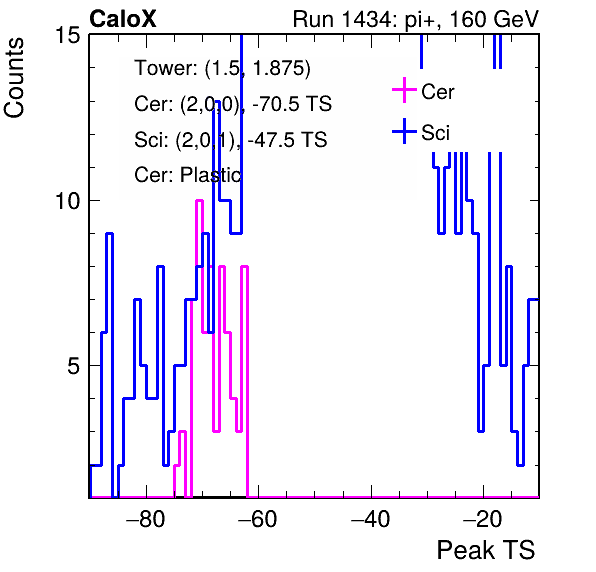 CaloX Run 1434: pi+, 160 GeV
Counts
15
10
5
Tower: (1.5, 1.875)
Cer: (2,0,0), -70.5 TS
Sci: (2,0,1), -47.5 TS
Cer: Plastic
Cer
Sci
−80 −60 −40 −20
Peak TS